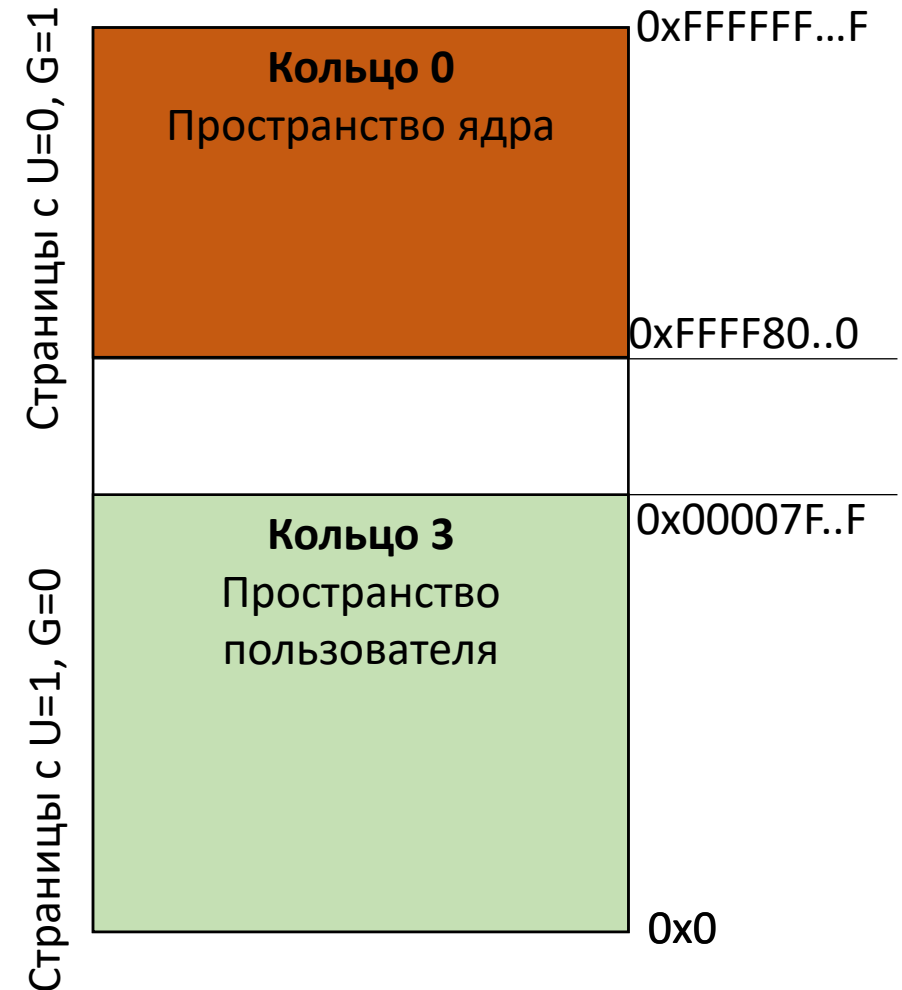 Страницы с U=0, G=1
0xFFFFFF...F
Кольцо 0
Пространство ядра
0xFFFF80..0
0x00007F..F
Кольцо 3
Пространство
пользователя
Страницы с U=1, G=0
0x0